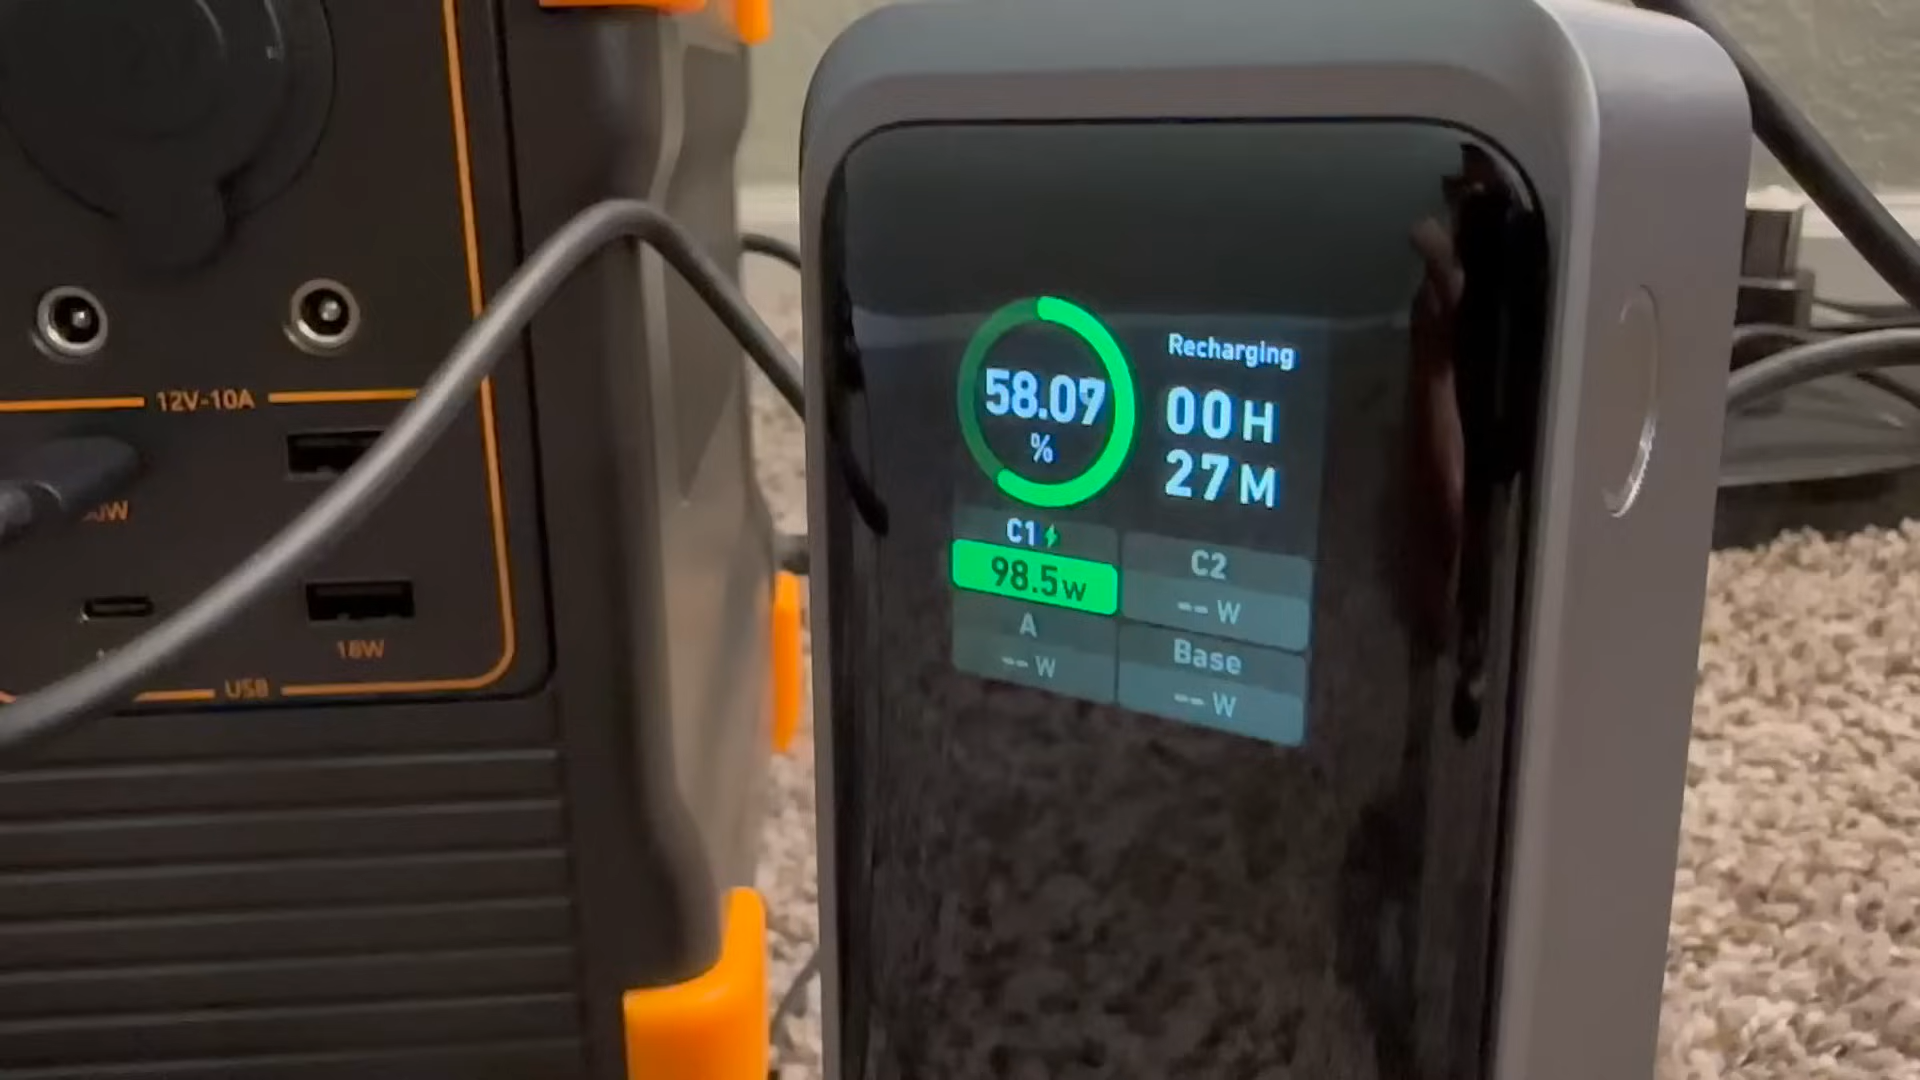 12V-10A
18W
USB
58.07
%
Recharging
00H
27M
C1
98.5w
C2
-- W
A
-- W
Base
-- W